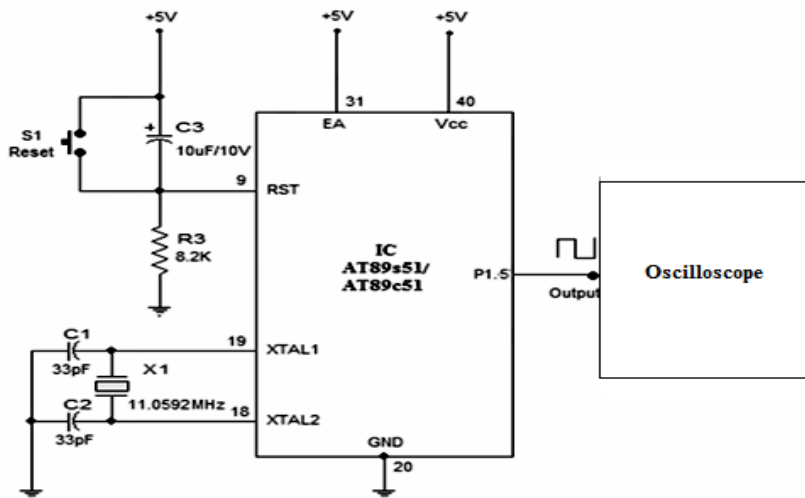 +5V
+5V
+5V
31
40
EA
Vcc
S1
Reset
+
C3
10uF/10V
9
RST
R3
8.2K
IC
AT89s51/
AT89c51
P1.5
Output
Oscilloscope
C1
33pF
19
XTAL1
X1
11.0592MHz
C2
33pF
18
XTAL2
GND
20